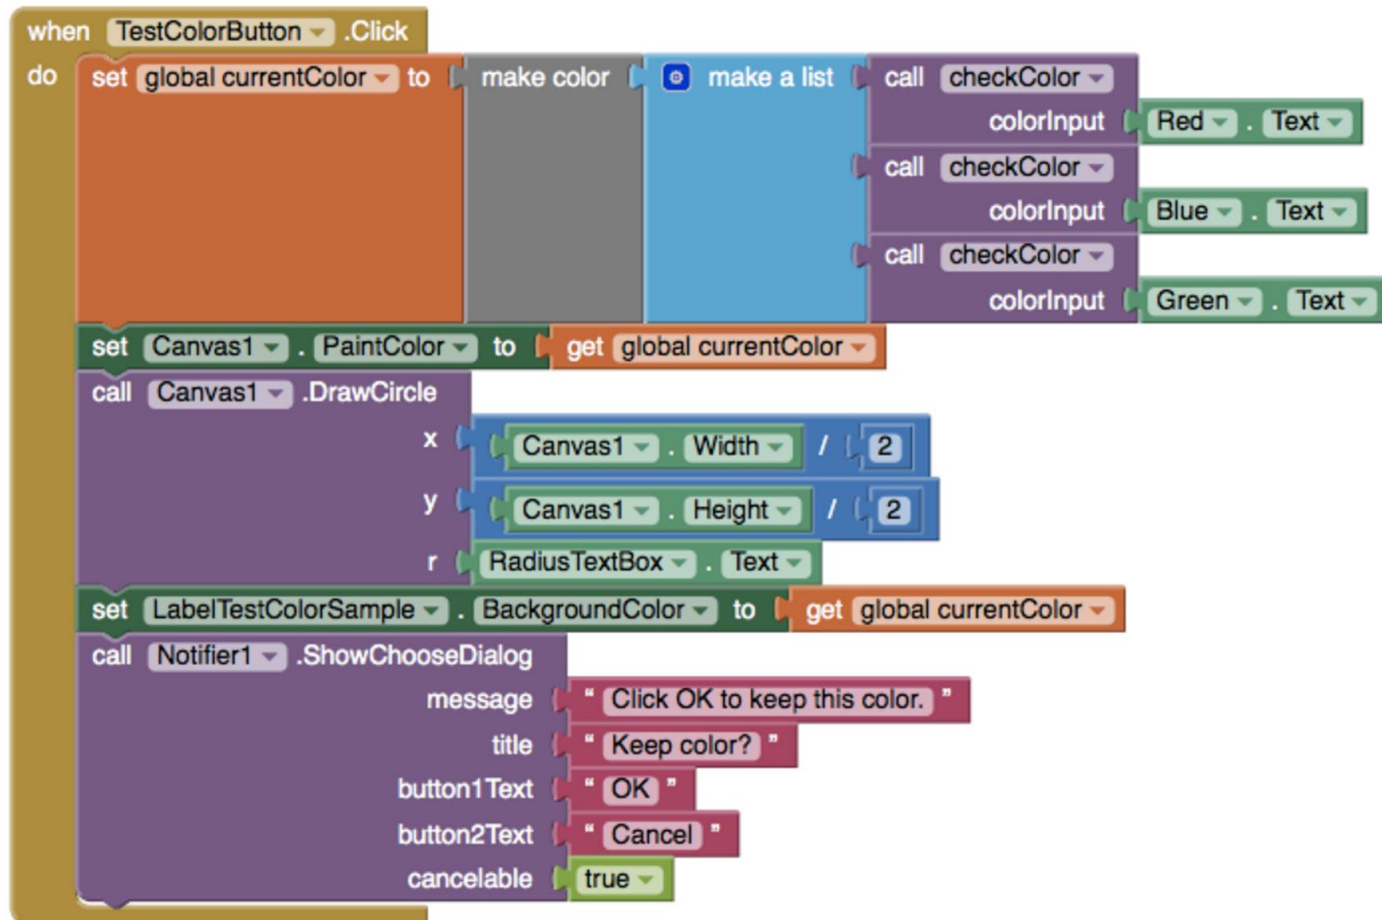 when TestColorButton .Click
do set global currentColor to make color make a list call checkColor
colorInput Red . Text
call checkColor
colorInput Blue . Text
call checkColor
colorInput Green . Text
set Canvas1 . PaintColor to get global currentColor
call Canvas1 .DrawCircle
x Canvas1 . Width / 2
y Canvas1 . Height / 2
r RadiusTextBox . Text
set LabelTestColorSample . BackgroundColor to get global currentColor
call Notifier1 .ShowChooseDialog
message “ Click OK to keep this color. ”
title “ Keep color? ”
button1Text “ OK ”
button2Text “ Cancel ”
cancelable true